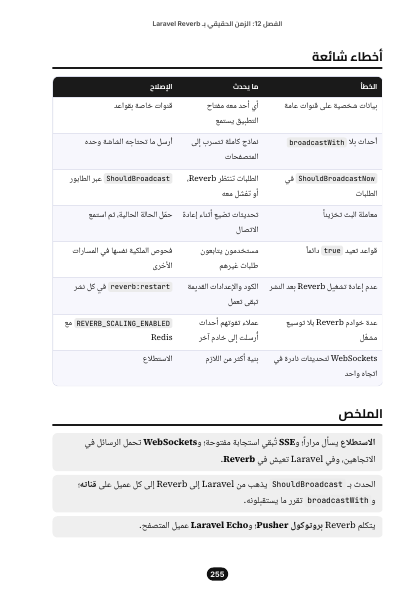 الفصل 12: الزمن الحقيقي بـ Laravel Reverb
أخطاء شائعة
الخطأ ما يحدث الإصلاح
بيانات شخصية على قنوات عامة أي أحد معه مفتاح التطبيق يستمع قنوات خاصة بقواعد
أحداث بلا broadcastWith نماذج كاملة تتسرب إلى المتصفحات أرسل ما تحتاجه الشاشة وحده
ShouldBroadcastNow في الطلبات الطلبات تنتظر Reverb، أو تفشل معه ShouldBroadcast عبر الطابور
معاملة البث تخزيناً تحديثات تضيع أثناء إعادة الاتصال حمّل الحالة الحالية، ثم استمع
قواعد تعيد true دائماً مستخدمون يتابعون طلبات غيرهم فحوص الملكية نفسها في المسارات الأخرى
عدم إعادة تشغيل Reverb بعد النشر الكود والإعدادات القديمة تبقى تعمل reverb:restart في كل نشر
عدة خوادم Reverb بلا توسيع مشغّل عملاء تفوتهم أحداث أرسلت إلى خادم آخر REVERB_SCALING_ENABLED مع Redis
WebSockets لتحديثات نادرة في اتجاه واحد بنية أكثر من اللازم الاستطلاع
الملخص
الاستطلاع يسأل مراراً؛ وSSE تُبقي استجابة مفتوحة؛ وWebSockets تحمل الرسائل في
الاتجاهين، وفي Laravel تعيش في Reverb.
الحدث بـ ShouldBroadcast يذهب من Laravel إلى Reverb إلى كل عميل على قناته؛
و broadcastWith تقرر ما يستقبلونه.
يتكلم Reverb بروتوكول Pusher؛ وLaravel Echo عميل المتصفح.
255